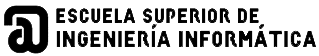 ESCUELA SUPERIOR DE
INGENIERÍA INFORMÁTICA